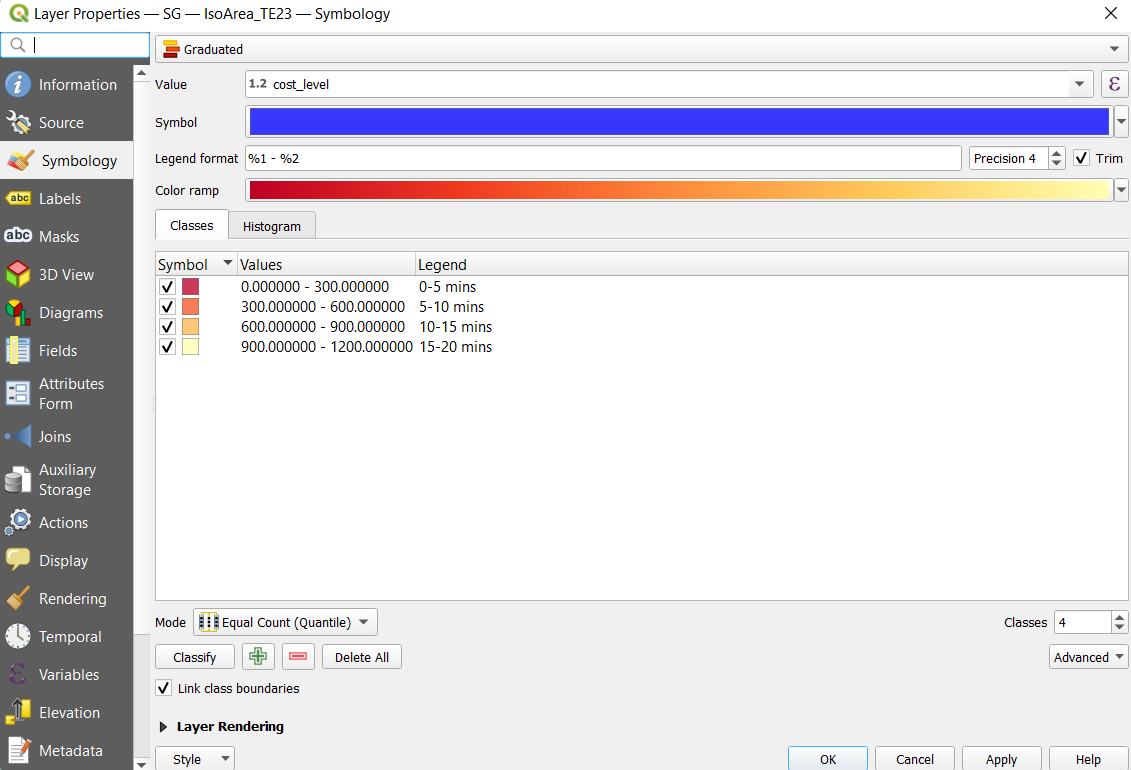 Layer Properties — SG — IsoArea_TE23 — Symbology
Information
Source
Symbology
Labels
Masks
3D View
Diagrams
Fields
Attributes
Form
Joins
Auxiliary
Storage
Actions
Display
Rendering
Temporal
Variables
Elevation
Metadata
Graduated
Value 1.2 cost_level ε
Symbol
Legend format %1 - %2 Precision 4 Trim
Color ramp
Classes Histogram
Symbol Values Legend
0.000000 - 300.000000 0-5 mins
300.000000 - 600.000000 5-10 mins
600.000000 - 900.000000 10-15 mins
900.000000 - 1200.000000 15-20 mins
Mode Equal Count (Quantile) Classes 4
Classify Delete All Advanced
Link class boundaries
Layer Rendering
Style OK Cancel Apply Help